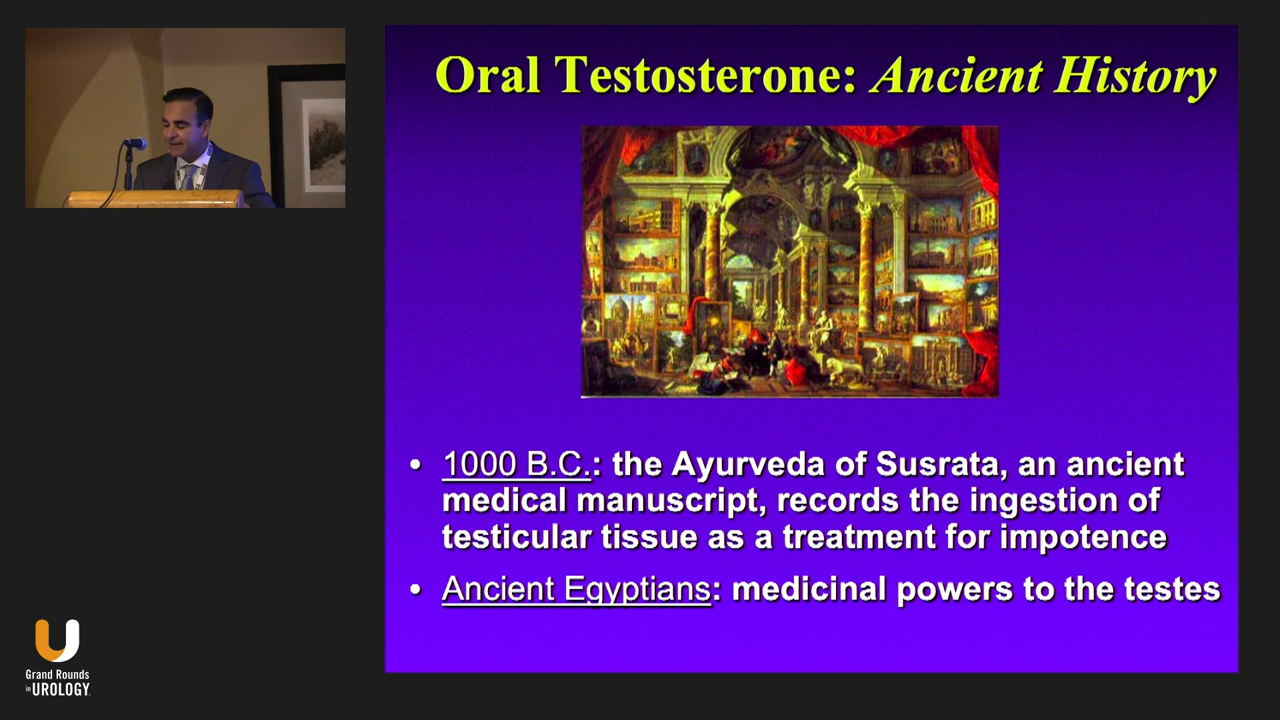 Oral Testosterone: Ancient History
• 1000 B.C.: the Ayurveda of Susrata, an ancient
medical manuscript, records the ingestion of
testicular tissue as a treatment for impotence
• Ancient Egyptians: medicinal powers to the testes
Grand Rounds
in UROLOGY